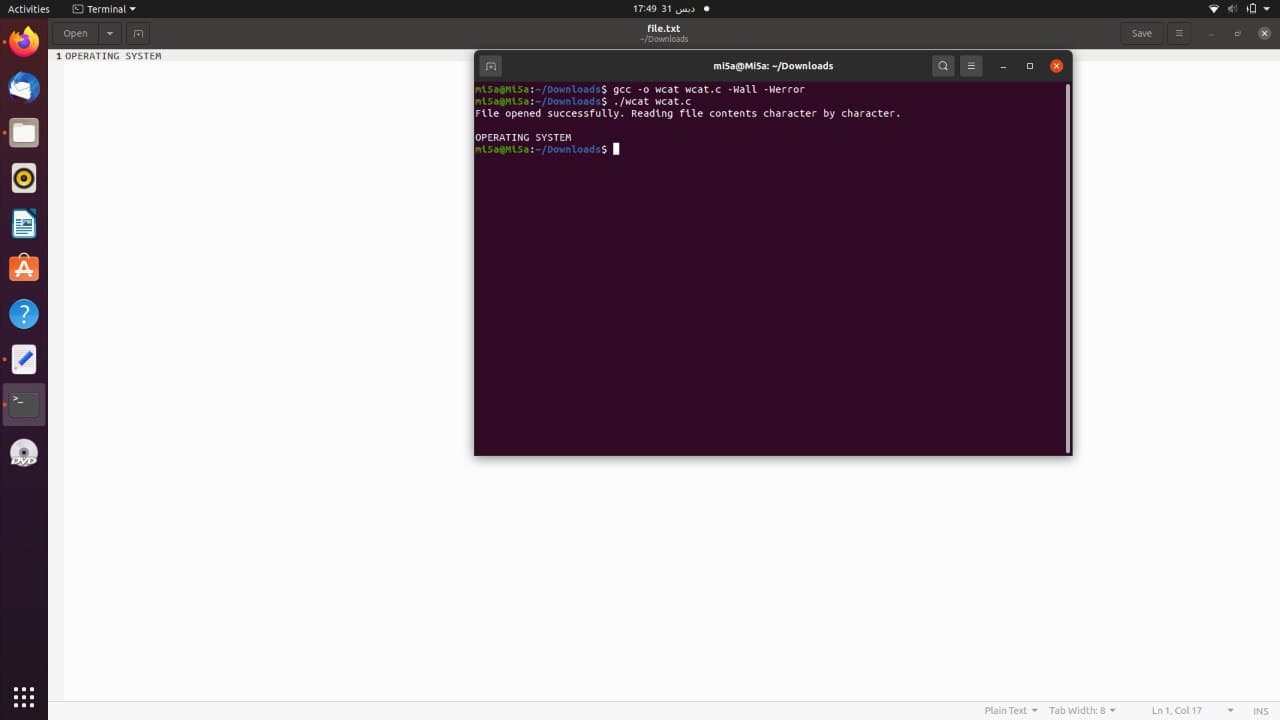 Activities
Terminal
17:49 31 ديس
Open
file.txt
~/Downloads
Save
1 OPERATING SYSTEM
mi5a@Mi5a: ~/Downloads
mi5a@Mi5a:~/Downloads$ gcc -o wcat wcat.c -Wall -Werror
mi5a@Mi5a:~/Downloads$ ./wcat wcat.c
File opened successfully. Reading file contents character by character.
OPERATING SYSTEM
mi5a@Mi5a:~/Downloads$
>_
DVD
Plain Text
Tab Width: 8
Ln 1, Col 17
INS